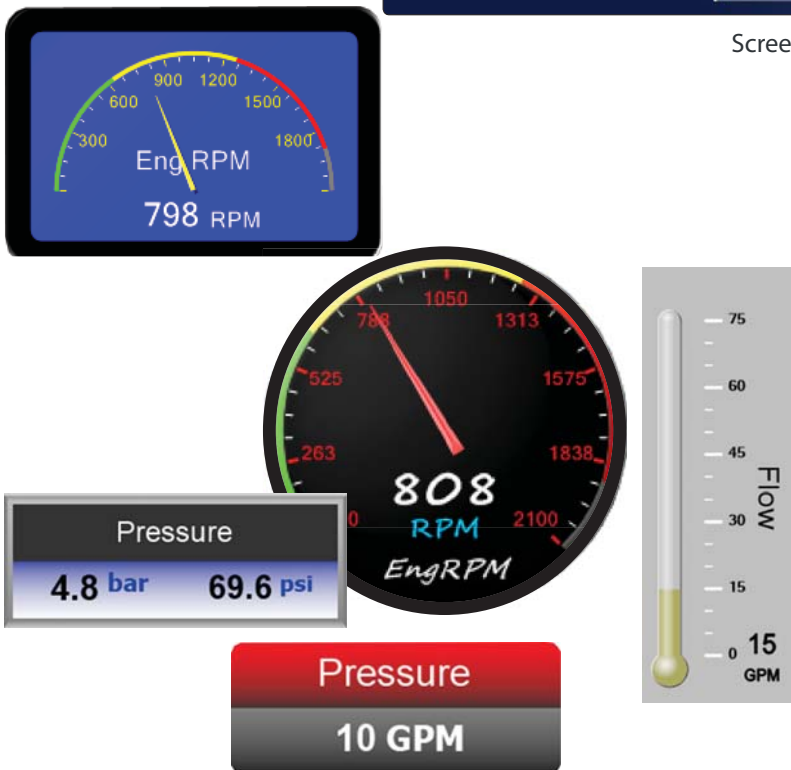 Scree
900 1200
600 1500
300 1800
Eng RPM
798 RPM
1050
788 1313
525 1575
263 1838
808
0 RPM 2100
EngRPM
75
60
45
30
15
0
Flow
15
GPM
Pressure
4.8 bar 69.6 psi
Pressure
10 GPM